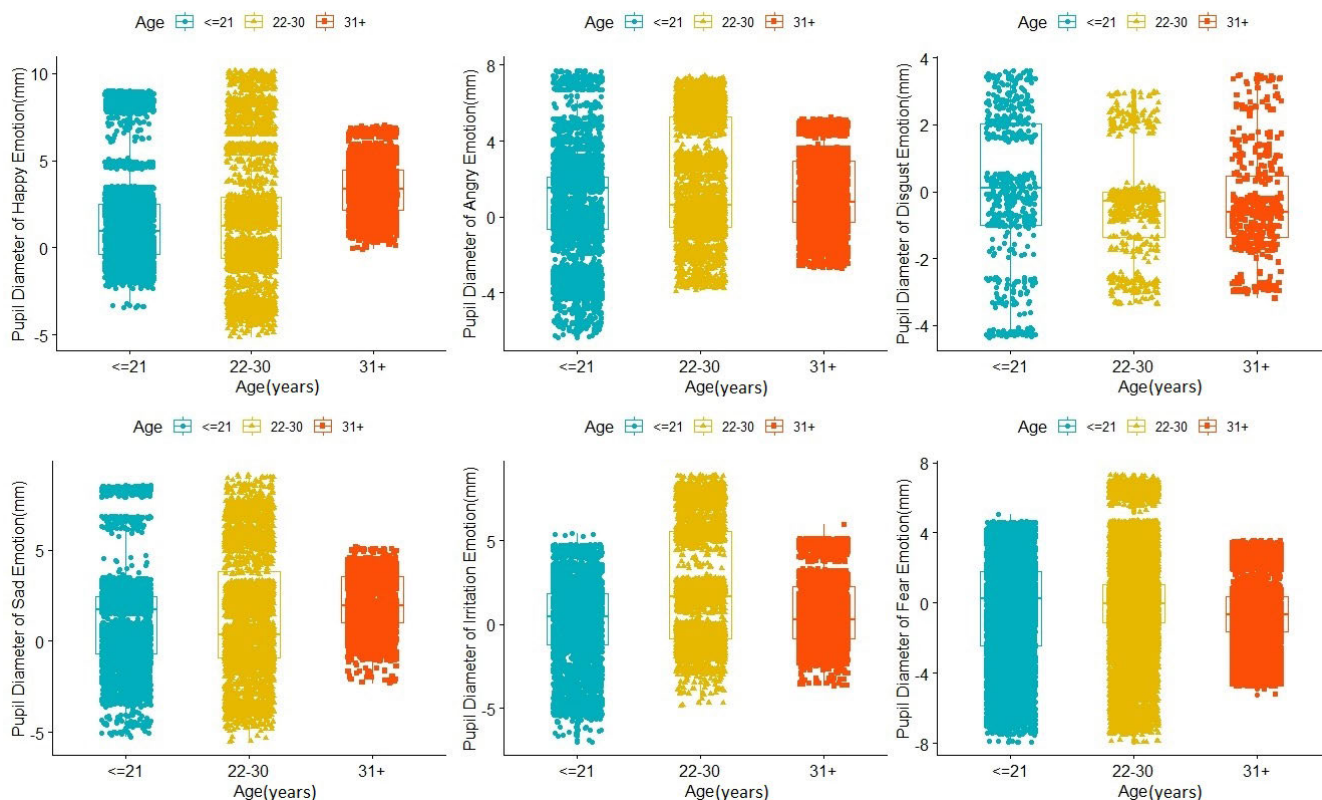 Age <=21 22-30 31+
Pupil Diameter of Happy Emotion(mm)
10
5
0
-5
<=21 22-30 31+
Age(years)
Age <=21 22-30 31+
Pupil Diameter of Angry Emotion(mm)
8
4
0
-4
<=21 22-30 31+
Age(years)
Age <=21 22-30 31+
Pupil Diameter of Disgust Emotion(mm)
4
2
0
-2
-4
<=21 22-30 31+
Age(years)
Age <=21 22-30 31+
Pupil Diameter of Sad Emotion(mm)
5
0
-5
<=21 22-30 31+
Age(years)
Age <=21 22-30 31+
Pupil Diameter of Irritation Emotion(mm)
5
0
-5
<=21 22-30 31+
Age(years)
Age <=21 22-30 31+
Pupil Diameter of Fear Emotion(mm)
8
4
0
-4
-8
<=21 22-30 31+
Age(years)